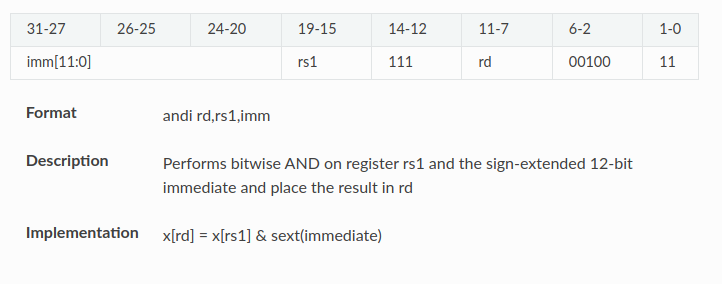 31-27 26-25 24-20 19-15 14-12 11-7 6-2 1-0
imm[11:0] rs1 111 rd 00100 11
Format andi rd,rs1,imm
Description Performs bitwise AND on register rs1 and the sign-extended 12-bit
immediate and place the result in rd
Implementation x[rd] = x[rs1] & sext(immediate)